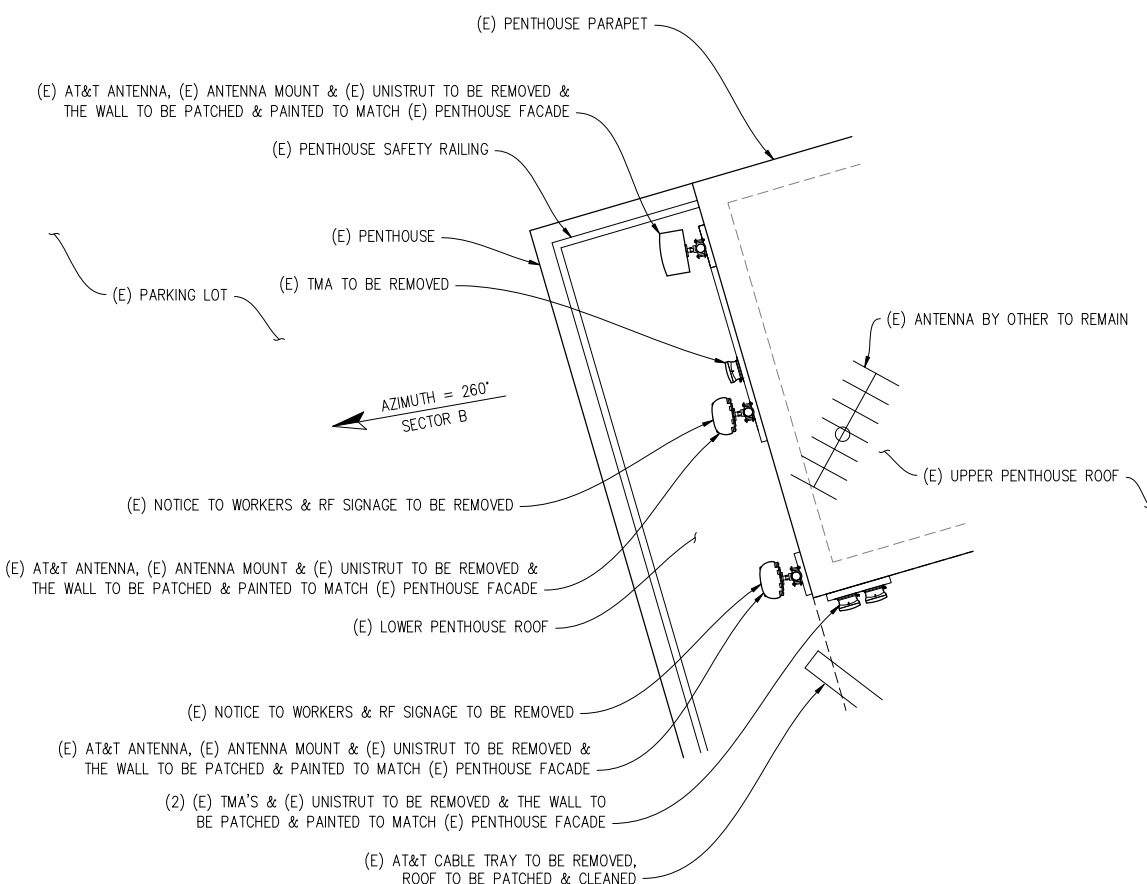 (E) PENTHOUSE PARAPET
(E) AT&T ANTENNA, (E) ANTENNA MOUNT & (E) UNISTRUT TO BE REMOVED &
THE WALL TO BE PATCHED & PAINTED TO MATCH (E) PENTHOUSE FACADE
(E) PENTHOUSE SAFETY RAILING
(E) PENTHOUSE
(E) TMA TO BE REMOVED
(E) PARKING LOT
(E) ANTENNA BY OTHER TO REMAIN
AZIMUTH = 260°
SECTOR B
(E) UPPER PENTHOUSE ROOF
(E) NOTICE TO WORKERS & RF SIGNAGE TO BE REMOVED
(E) AT&T ANTENNA, (E) ANTENNA MOUNT & (E) UNISTRUT TO BE REMOVED &
THE WALL TO BE PATCHED & PAINTED TO MATCH (E) PENTHOUSE FACADE
(E) LOWER PENTHOUSE ROOF
(E) NOTICE TO WORKERS & RF SIGNAGE TO BE REMOVED
(E) AT&T ANTENNA, (E) ANTENNA MOUNT & (E) UNISTRUT TO BE REMOVED &
THE WALL TO BE PATCHED & PAINTED TO MATCH (E) PENTHOUSE FACADE
(2) (E) TMA'S & (E) UNISTRUT TO BE REMOVED & THE WALL TO
BE PATCHED & PAINTED TO MATCH (E) PENTHOUSE FACADE
(E) AT&T CABLE TRAY TO BE REMOVED,
ROOF TO BE PATCHED & CLEANED